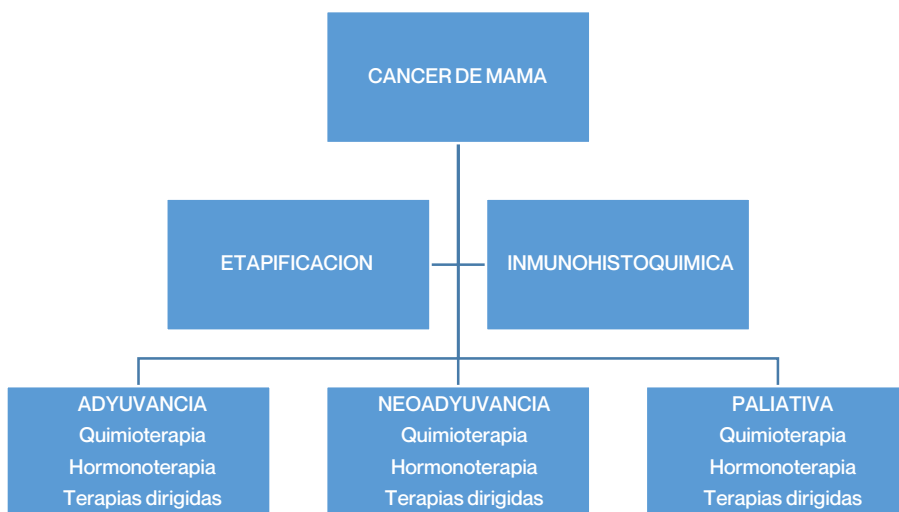 CANCER DE MAMA
ETAPIFICACION
INMUNOHISTOQUIMICA
ADYUVANCIA
Quimioterapia
Hormonoterapia
Terapias dirigidas
NEOADYUVANCIA
Quimioterapia
Hormonoterapia
Terapias dirigidas
PALIATIVA
Quimioterapia
Hormonoterapia
Terapias dirigidas